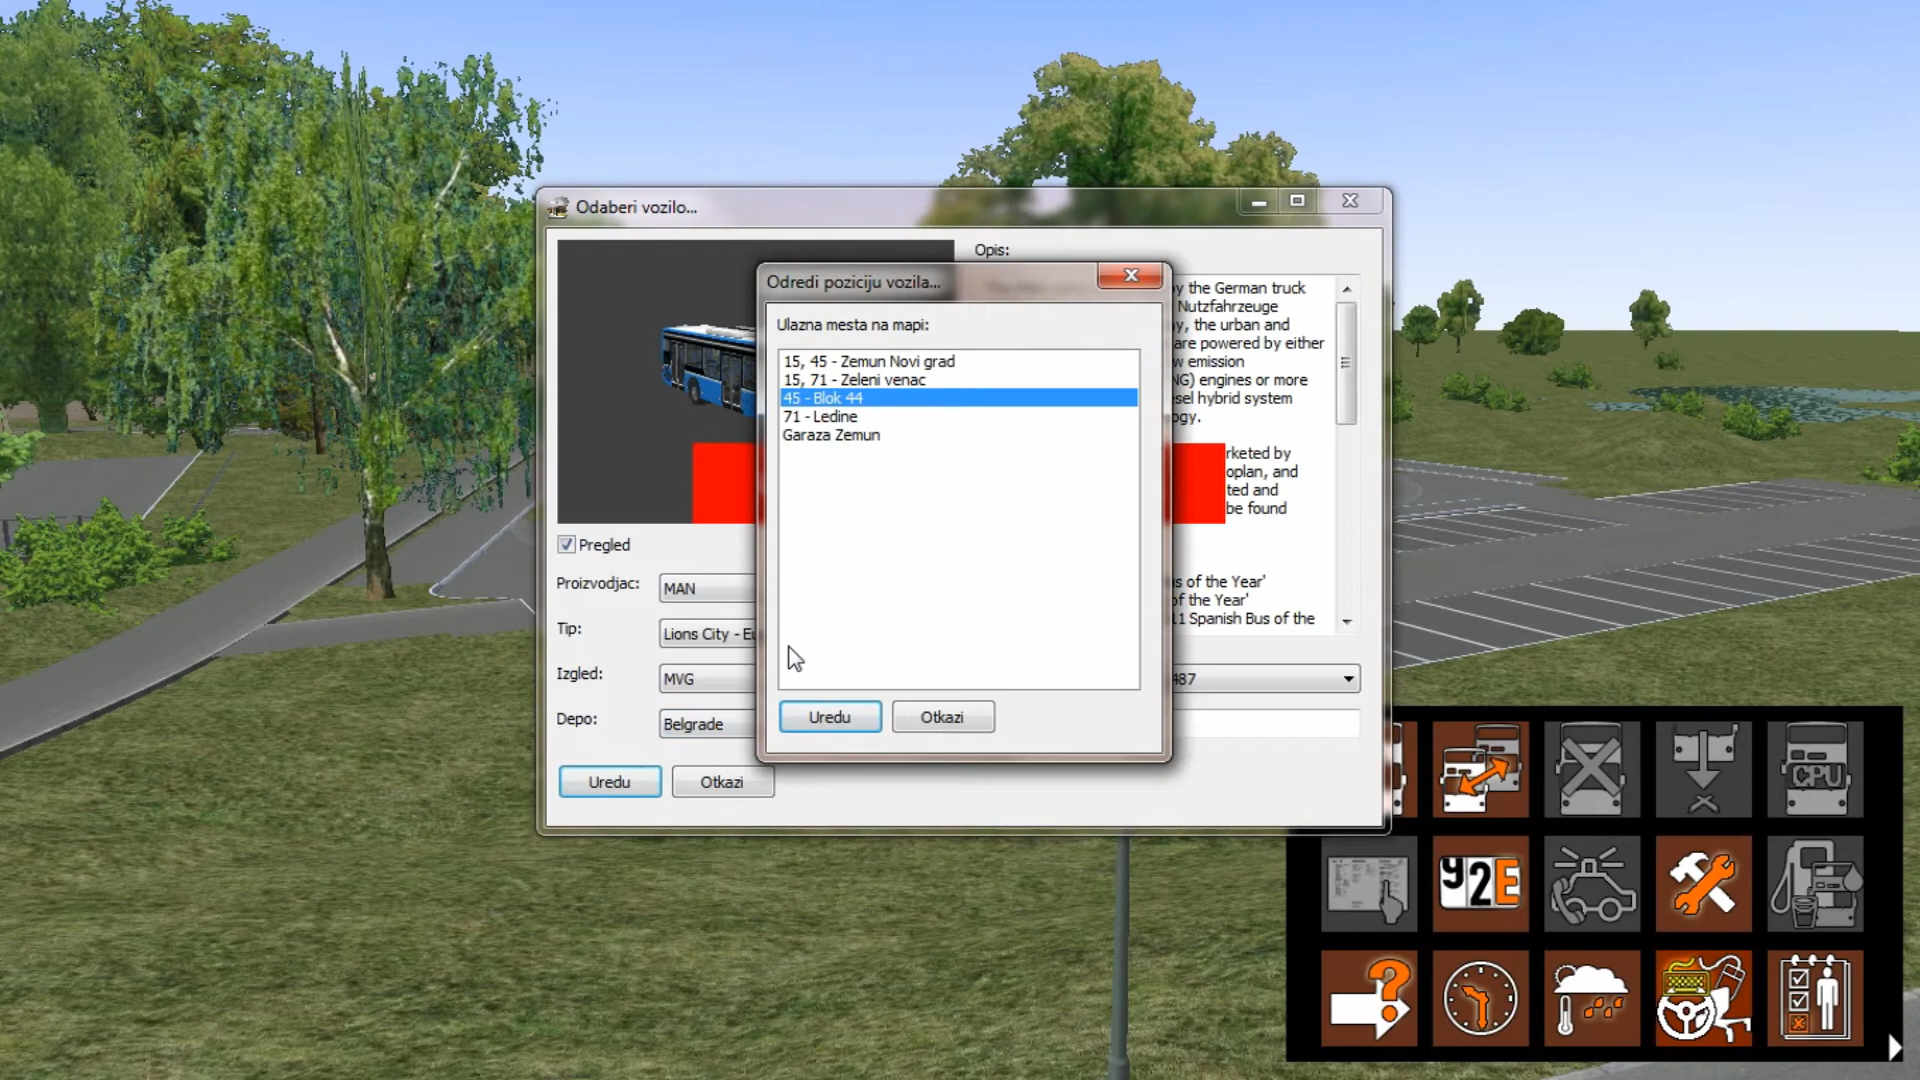 Odaberi vozilo...
Opis:
Odredi poziciju vozila...
Ulazna mesta na mapi:
15, 45 - Zemun Novi grad
15, 71 - Zeleni venac
45 - Blok 44
71 - Ledine
Garaza Zemun
Uredu
Otkazi
y the German truck
Nutzfahrzeuge
y, the urban and
are powered by either
w emission
NG) engines or more
sel hybrid system
ogy.
rketed by
oplan, and
ted and
be found
us of the Year'
of the Year'
11 Spanish Bus of the
Pregled
Proizvodjac:
MAN
Tip:
Lions City - Eu
Izgled:
MVG
487
Depo:
Belgrade
Uredu
Otkazi
CPU
92E
?